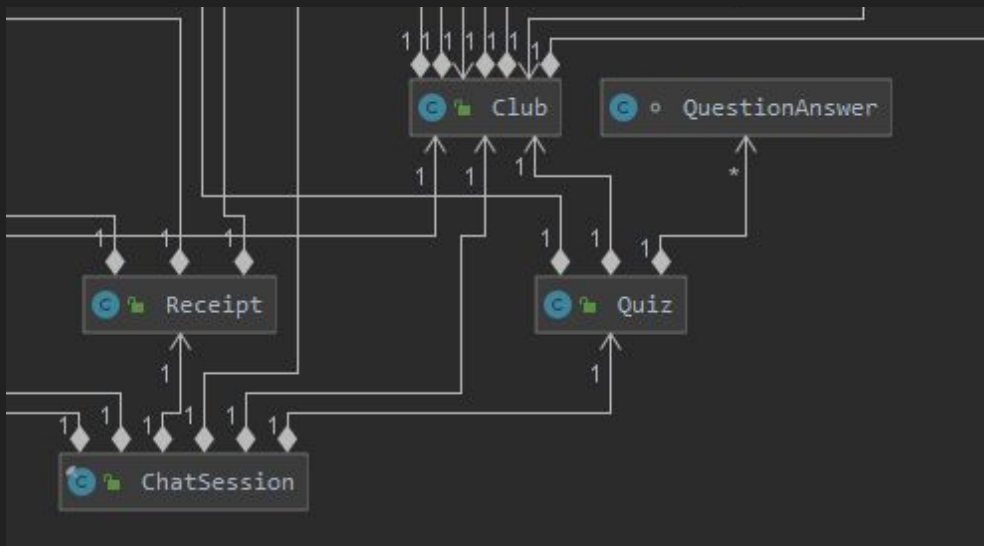 1 1 1 1 1 1
C Club
C QuestionAnswer
1 1 1 *
1 1 1 1 1 1
C Receipt
C Quiz
1 1
1 1 1 1 1 1
C ChatSession